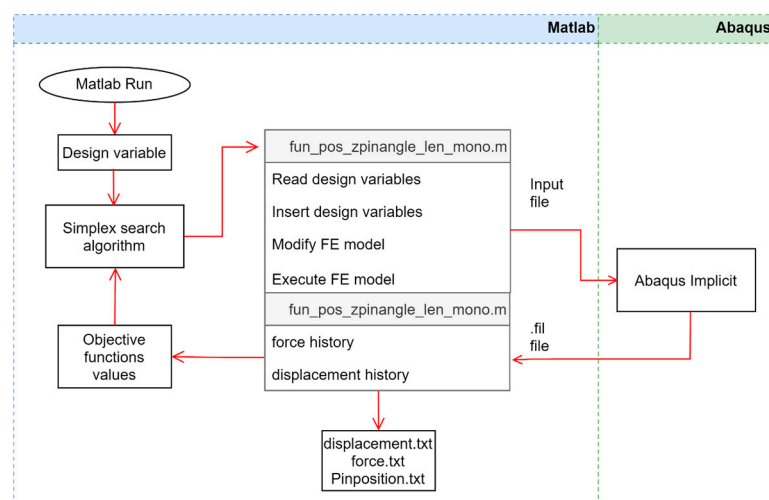 Matlab
Abaqus
Matlab Run
Design variable
Simplex search
algorithm
fun_pos_zpinangle_len_mono.m
Read design variables
Insert design variables
Modify FE model
Execute FE model
Input
file
Abaqus Implicit
fun_pos_zpinangle_len_mono.m
force history
displacement history
.fil
file
Objective
functions
values
displacement.txt
force.txt
Pinposition.txt